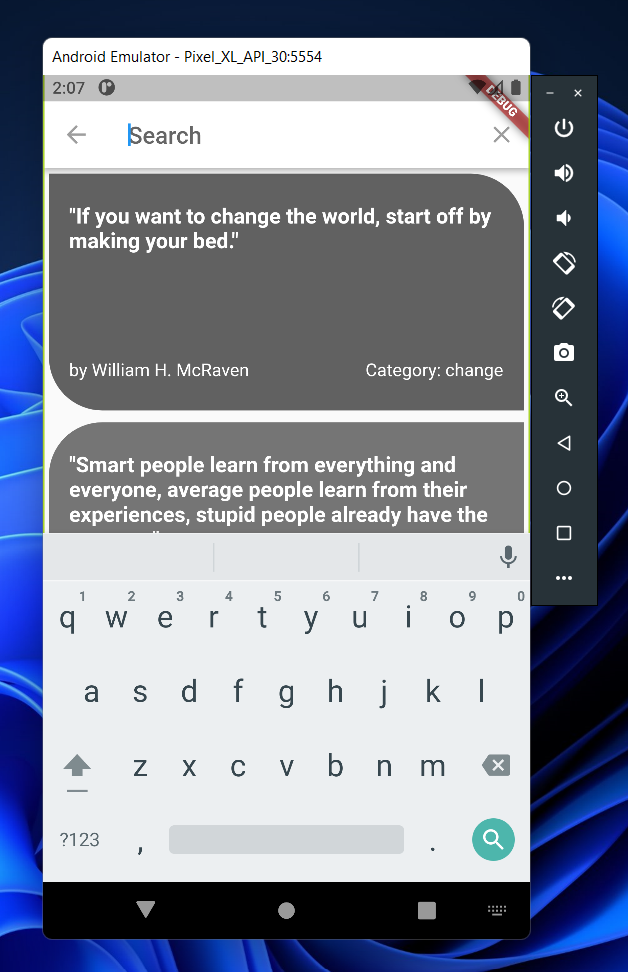 Android Emulator - Pixel_XL_API_30:5554
2:07
DEBUG
Search
"If you want to change the world, start off by
making your bed."
by William H. McRaven
Category: change
"Smart people learn from everything and
everyone, average people learn from their
experiences, stupid people already have the
1 2 3 4 5 6 7 8 9 0
q w e r t y u i o p
a s d f g h j k l
z x c v b n m
?123 , .